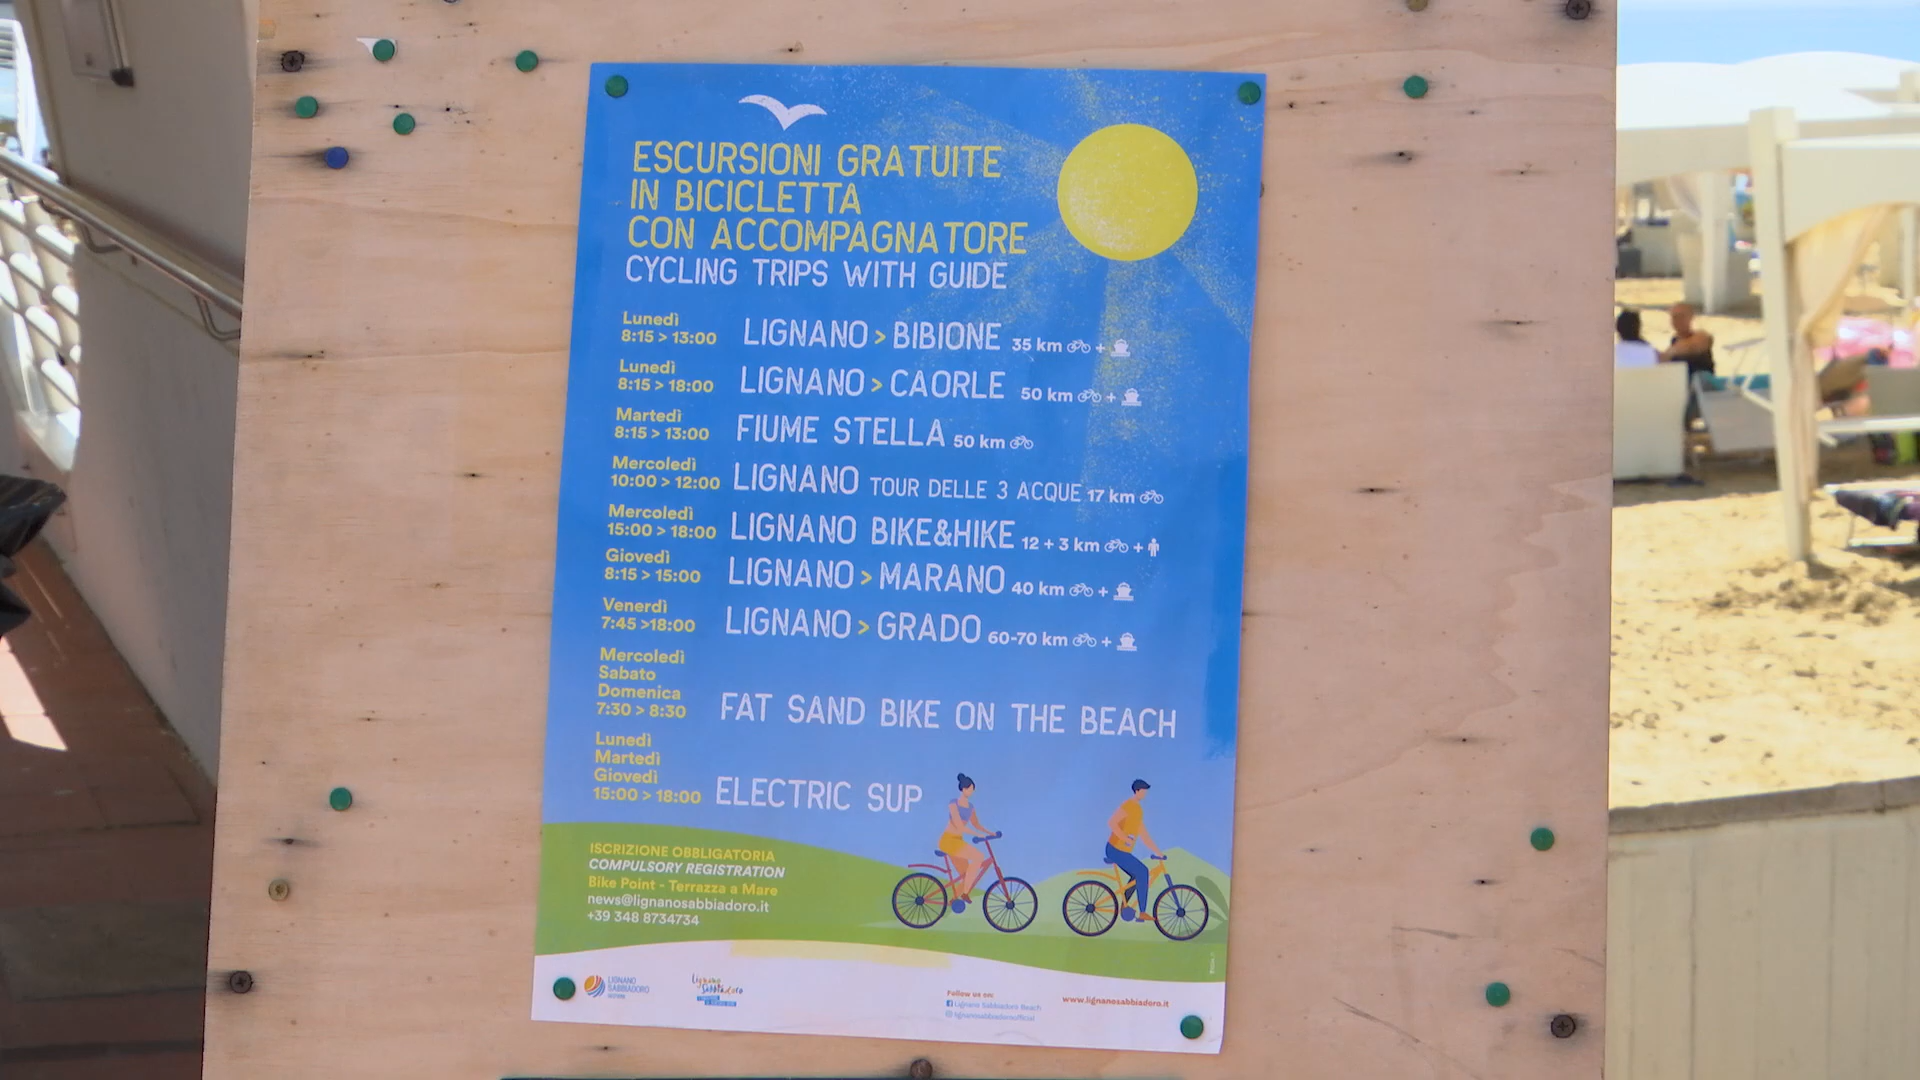 ESCURSIONI GRATUITE
IN BICICLETTA
CON ACCOMPAGNATORE
CYCLING TRIPS WITH GUIDE
Lunedì
8:15 > 13:00
LIGNANO > BIBIONE 35 km +
Lunedì
8:15 > 18:00
LIGNANO > CAORLE 50 km +
Martedì
8:15 > 13:00
FIUME STELLA 50 km
Mercoledì
10:00 > 12:00
LIGNANO TOUR DELLE 3 ACQUE 17 km
Mercoledì
15:00 > 18:00
LIGNANO BIKE&HIKE 12 + 3 km +
Giovedì
8:15 > 15:00
LIGNANO > MARANO 40 km +
Venerdì
7:45 >18:00
LIGNANO > GRADO 60-70 km +
Mercoledì
Sabato
Domenica
7:30 > 8:30
FAT SAND BIKE ON THE BEACH
Lunedì
Martedì
Giovedì
15:00 > 18:00
ELECTRIC SUP
ISCRIZIONE OBBLIGATORIA
COMPULSORY REGISTRATION
Bike Point - Terrazza a Mare
news@lignanosabbiadoro.it
+39 348 8734734
LIGNANO
SABBIADORO
Lignano
Sabbiadoro
Follow us on:
Lignano Sabbiadoro Beach
lignanosabbiadoroofficial
www.lignanosabbiadoro.it